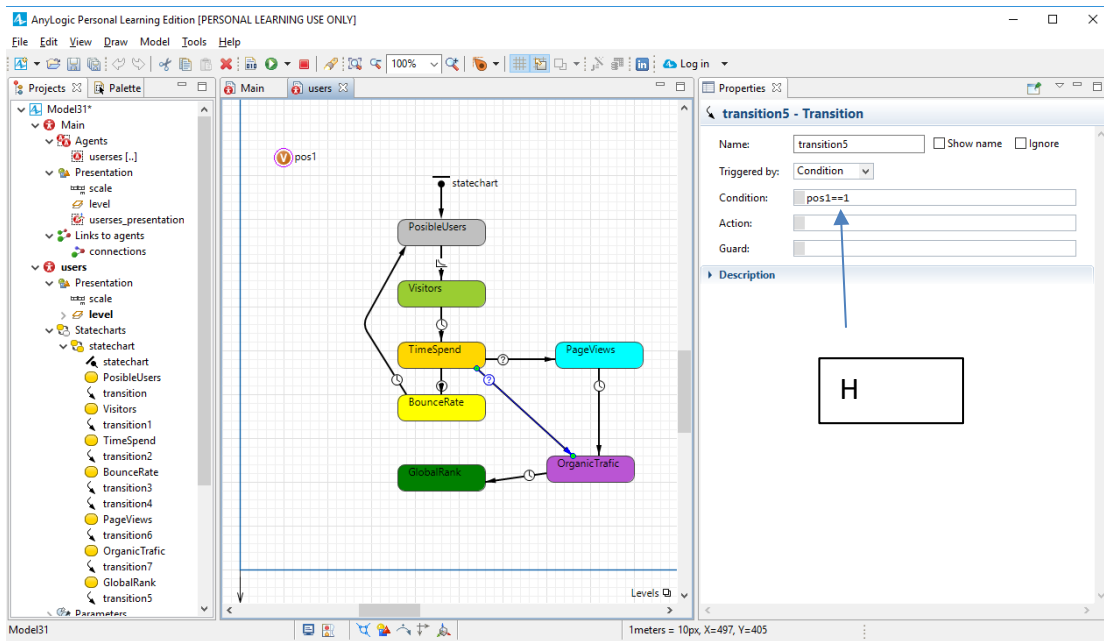 AnyLogic Personal Learning Edition [PERSONAL LEARNING USE ONLY]
File Edit View Draw Model Tools Help
100% Log in
Projects Palette
Model31*
Main
Agents
userses [..]
Presentation
scale
level
userses_presentation
Links to agents
connections
users
Presentation
scale
level
Statecharts
statechart
statechart
PosibleUsers
transition
Visitors
transition1
TimeSpend
transition2
BounceRate
transition3
transition4
PageViews
transition6
OrganicTrafic
transition7
GlobalRank
transition5
Parameters
Main users
V pos1
statechart
PosibleUsers
Visitors
TimeSpend
? PageViews
?
BounceRate
OrganicTrafic
GlobalRank
Levels
Properties
transition5 - Transition
Name: transition5 Show name Ignore
Triggered by: Condition
Condition: pos1==1
Action:
Guard:
Description
H
Model31 1meters = 10px, X=497, Y=405